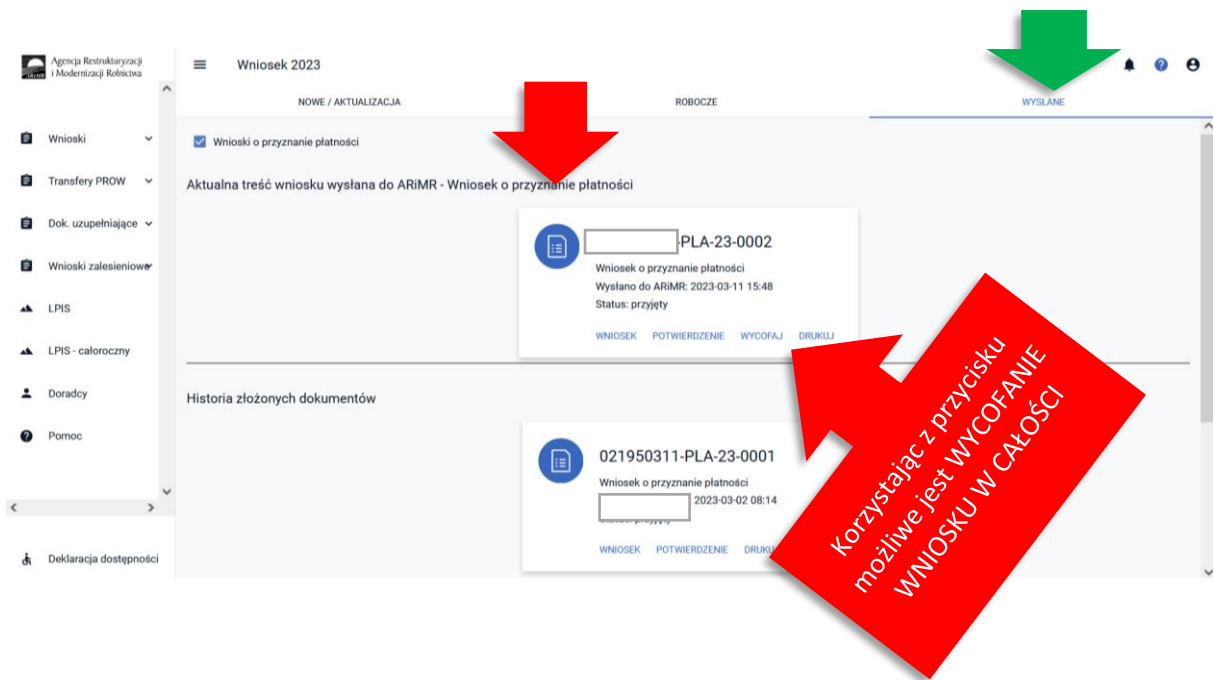 Agencja Restrukturyzacji
i Modernizacji Rolnictwa
ARiMR
Wniosek 2023
NOWE / AKTUALIZACJA
ROBOCZE
WYSŁANE
Wnioski
Transfery PROW
Dok. uzupełniające
Wnioski zalesieniowe
LPIS
LPIS - całoroczny
Doradcy
Pomoc
Deklaracja dostępności
Wnioski o przyznanie płatności
Aktualna treść wniosku wysłana do ARiMR - Wniosek o przyznanie płatności
-PLA-23-0002
Wniosek o przyznanie płatności
Wysłano do ARiMR: 2023-03-11 15:48
Status: przyjęty
WNIOSEK POTWIERDZENIE WYCOFAJ DRUKUJ
Historia złożonych dokumentów
021950311-PLA-23-0001
Wniosek o przyznanie płatności
2023-03-02 08:14
WNIOSEK POTWIERDZENIE
Korzystając z przycisku
możliwe jest WYCOFANIE
WNIOSKU W CAŁOŚCI